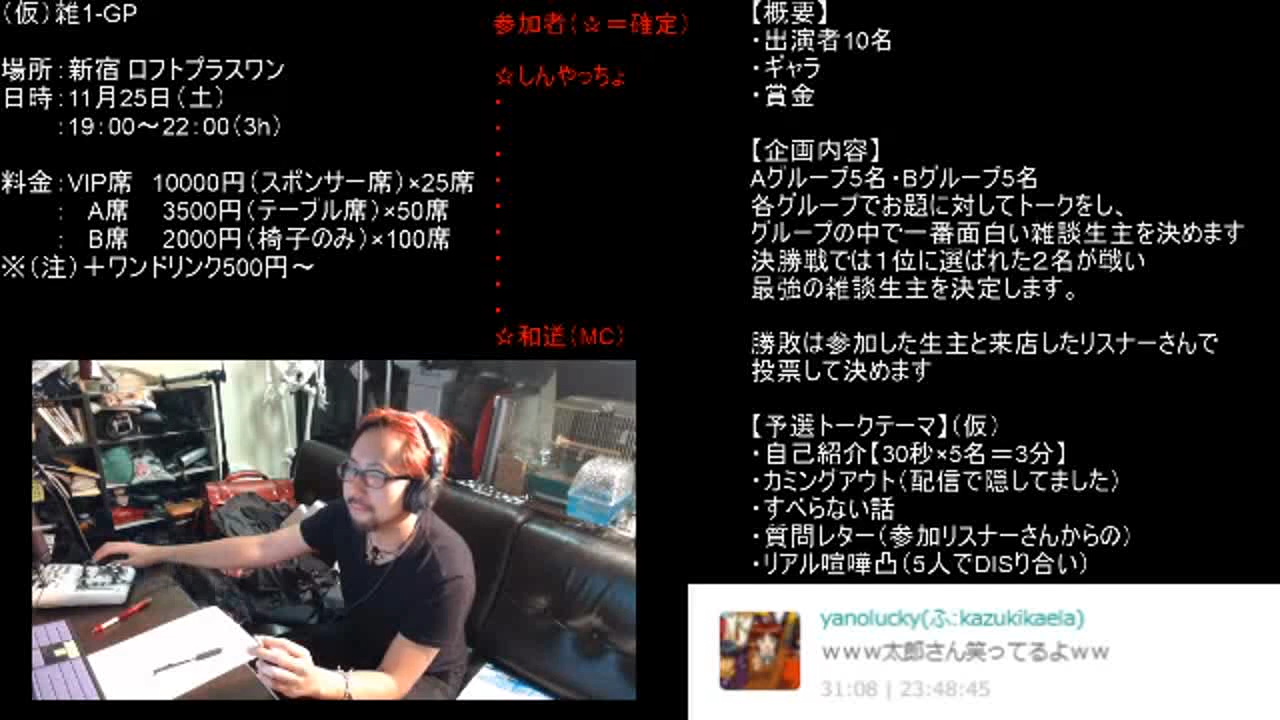 (仮)雑1-GP
場所:新宿 ロフトプラスワン
日時:11月25日(土)
:19:00～22:00(3h)
料金:VIP席 10000円(スポンサー席)×25席
: A席 3500円(テーブル席)×50席
: B席 2000円(椅子のみ)×100席
※(注)＋ワンドリンク500円～
参加者(☆＝確定)
☆しんやっちょ
・
・
・
・
・
・
・
・
・
☆和道(MC)
【概要】
・出演者10名
・ギャラ
・賞金
【企画内容】
Aグループ5名・Bグループ5名
各グループでお題に対してトークをし、
グループの中で一番面白い雑談生主を決めます
決勝戦では１位に選ばれた２名が戦い
最強の雑談生主を決定します。
勝敗は参加した生主と来店したリスナーさんで
投票して決めます
【予選トークテーマ】(仮)
・自己紹介【30秒×5名＝3分】
・カミングアウト(配信で隠してました)
・すべらない話
・質問レター(参加リスナーさんからの)
・リアル喧嘩凸(５人でDISり合い)
yanolucky(ふ:kazukikaela)
www太郎さん笑ってるよww
31:08 | 23:48:45